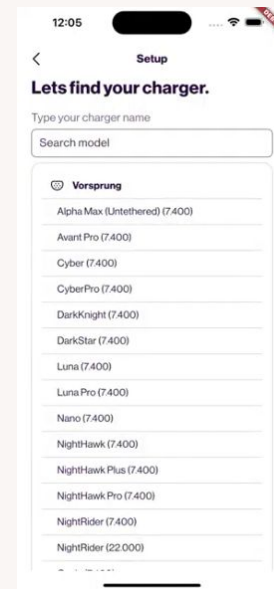 12:05
Setup
Lets find your charger.
Type your charger name
Search model
Vorsprung
Alpha Max (Untethered) (7.400)
Avant Pro (7.400)
Cyber (7.400)
CyberPro (7.400)
DarkKnight (7.400)
DarkStar (7.400)
Luna (7.400)
Luna Pro (7.400)
Nano (7.400)
NightHawk (7.400)
NightHawk Plus (7.400)
NightHawk Pro (7.400)
NightRider (7.400)
NightRider (22.000)